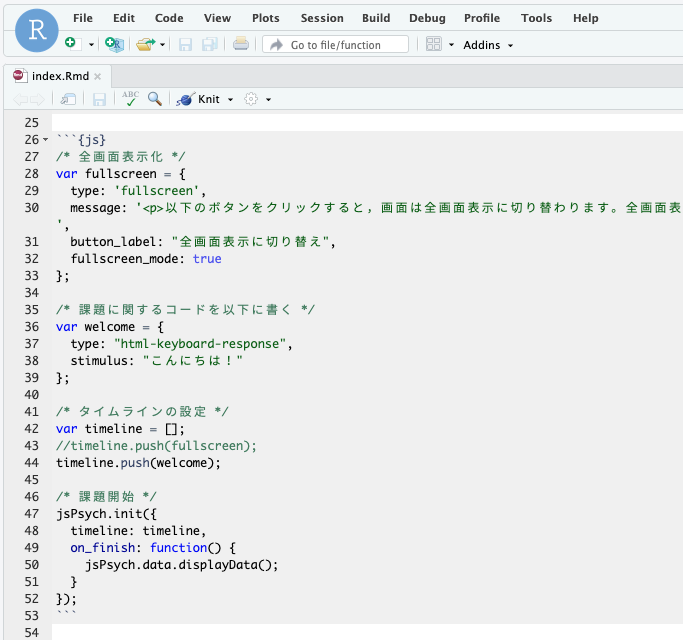 R File Edit Code View Plots Session Build Debug Profile Tools Help
Go to file/function Addins
index.Rmd
ABC Knit
25
26 ```{js}
27 /* 全画面表示化 */
28 var fullscreen = {
29 type: 'fullscreen',
30 message: '<p>以下のボタンをクリックすると，画面は全画面表示に切り替わります。全画面表
',
31 button_label: "全画面表示に切り替え",
32 fullscreen_mode: true
33 };
34
35 /* 課題に関するコードを以下に書く */
36 var welcome = {
37 type: "html-keyboard-response",
38 stimulus: "こんにちは！"
39 };
40
41 /* タイムラインの設定 */
42 var timeline = [];
43 //timeline.push(fullscreen);
44 timeline.push(welcome);
45
46 /* 課題開始 */
47 jsPsych.init({
48 timeline: timeline,
49 on_finish: function() {
50 jsPsych.data.displayData();
51 }
52 });
53 ```
54